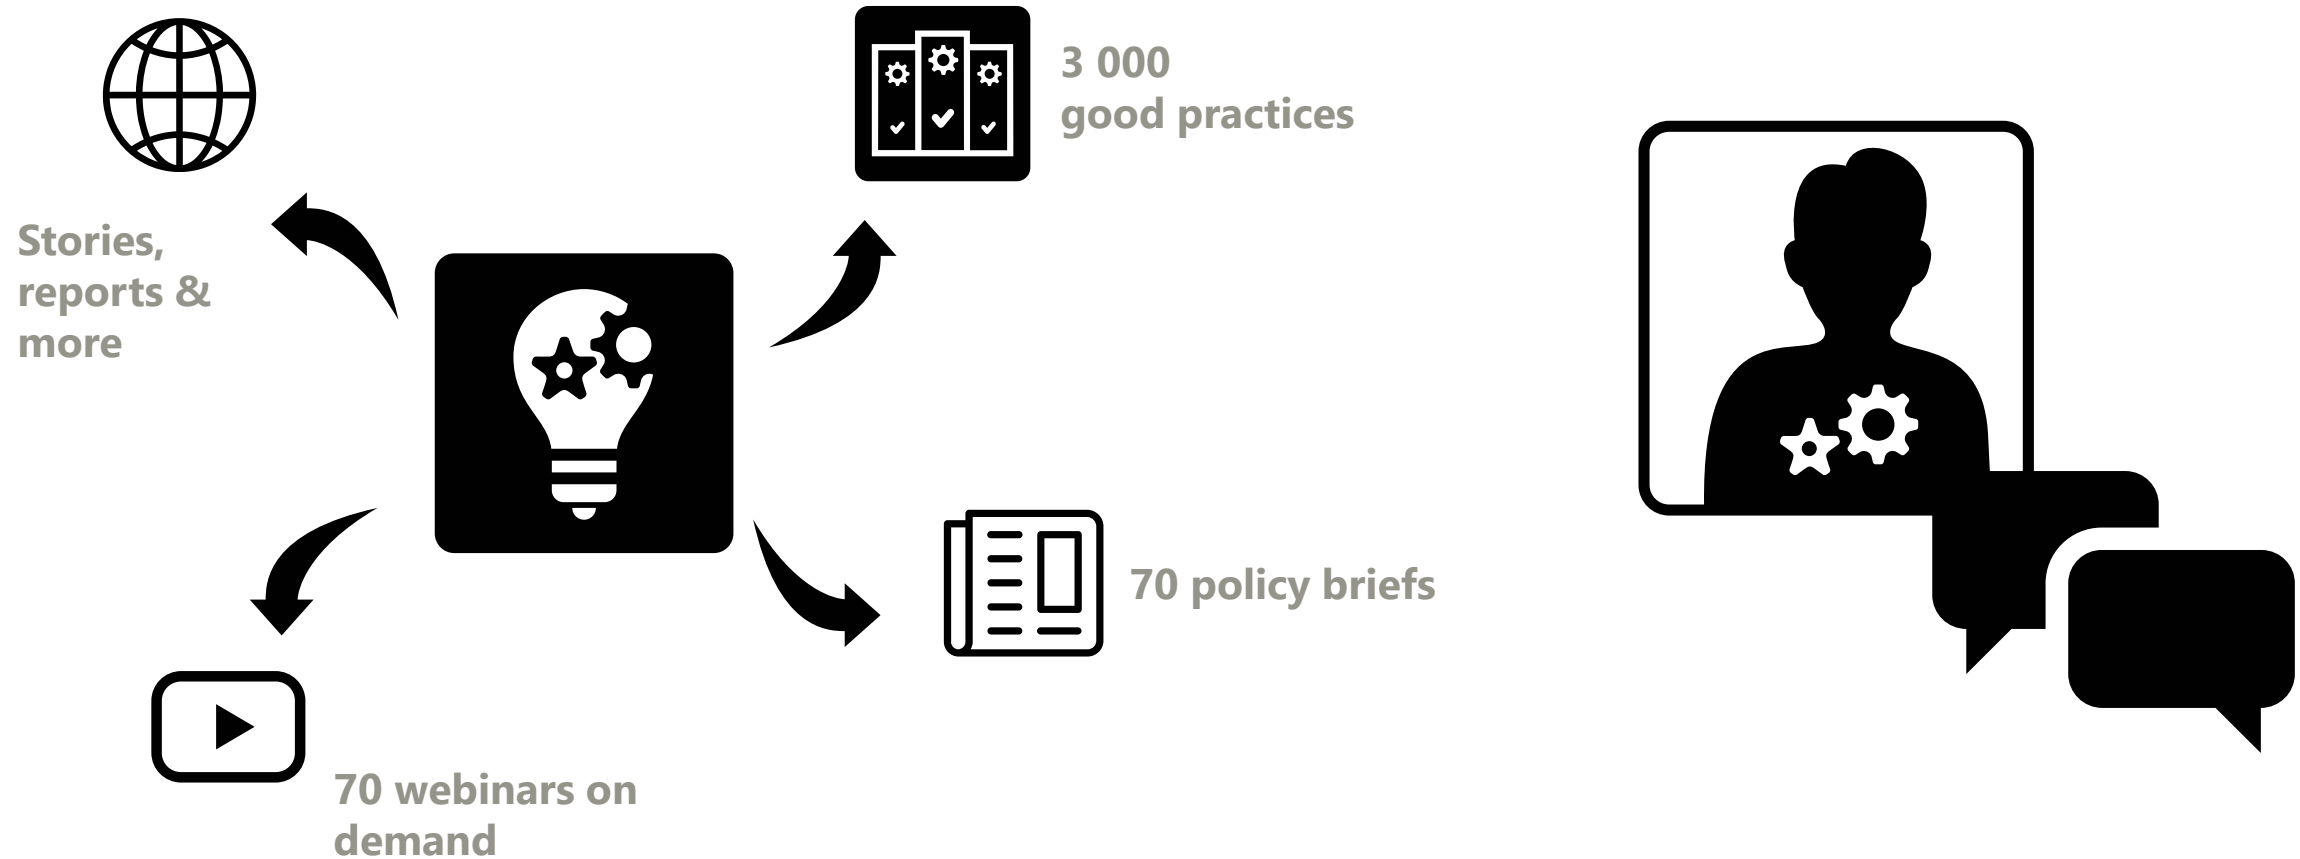 3 000
good practices
Stories,
reports &
more
70 policy briefs
70 webinars on
demand